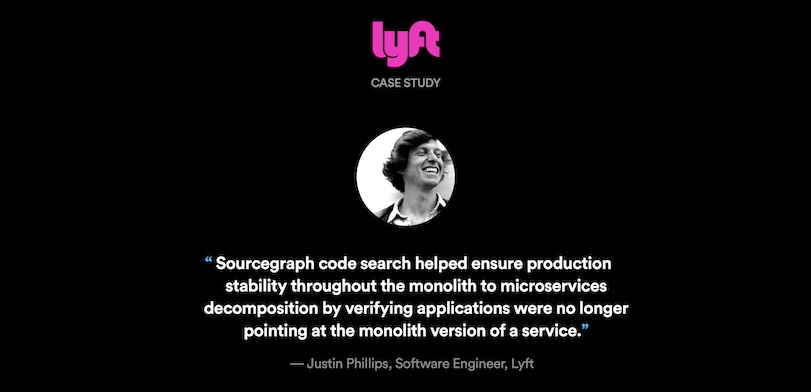 lyft
CASE STUDY
“ Sourcegraph code search helped ensure production
stability throughout the monolith to microservices
decomposition by verifying applications were no longer
pointing at the monolith version of a service.”
— Justin Phillips, Software Engineer, Lyft